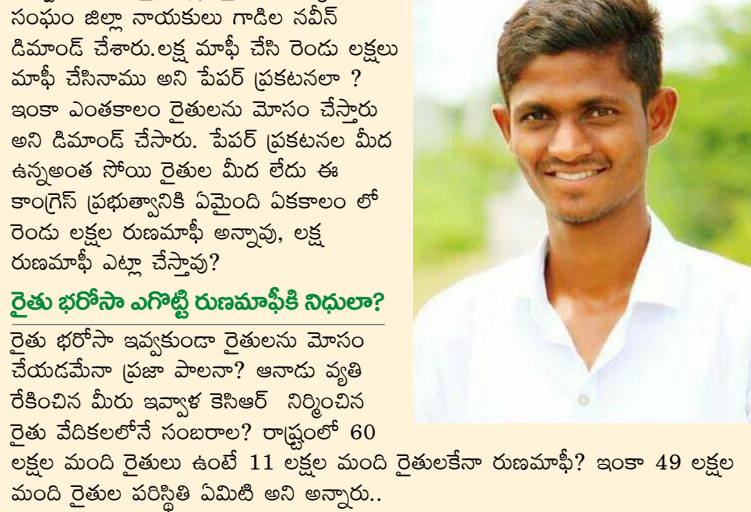 సంఘం జిల్లా నాయకులు గాడిల నవీన్
డిమాండ్ చేశారు.లక్ష మాఫీ చేసి రెండు లక్షలు
మాఫీ చేసినాము అని పేపర్ ప్రకటనలా ?
ఇంకా ఎంతకాలం రైతులను మోసం చేస్తారు
అని డిమాండ్ చేసారు. పేపర్ ప్రకటనల మీద
ఉన్నఅంత సోయి రైతుల మీద లేదు ఈ
కాంగ్రెస్ ప్రభుత్వానికి ఏమైంది ఏకకాలం లో
రెండు లక్షల రుణమాఫీ అన్నావు, లక్ష
రుణమాఫీ ఎట్లా చేస్తావు?
రైతు భరోసా ఎగొట్టి రుణమాఫీకి నిధులా?
రైతు భరోసా ఇవ్వకుండా రైతులను మోసం
చేయడమేనా ప్రజా పాలనా? ఆనాడు వ్యతి
రేకించిన మీరు ఇవ్వాళ కెసిఆర్ నిర్మించిన
రైతు వేదికలలోనే సంబరాల? రాష్ట్రంలో 60
లక్షల మంది రైతులు ఉంటే 11 లక్షల మంది రైతులకేనా రుణమాఫీ? ఇంకా 49 లక్షల
మంది రైతుల పరిస్థితి ఏమిటి అని అన్నారు..